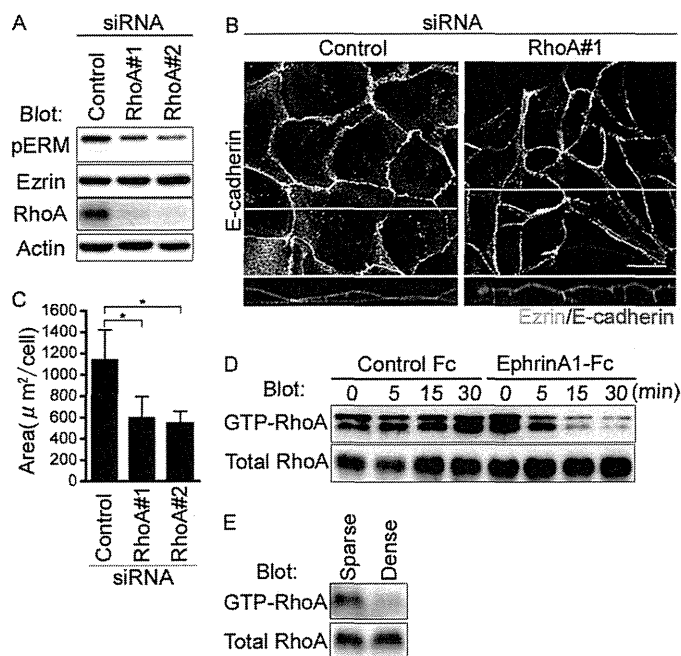 A
siRNA
Control
RhoA#1
RhoA#2
Blot:
pERM
Ezrin
RhoA
Actin
B
siRNA
Control
RhoA#1
E-cadherin
Ezrin/E-cadherin
C
Area(μm²/cell)
1600
1400
1200
1000
800
600
400
200
0
*
*
Control
RhoA#1
RhoA#2
siRNA
D
Control Fc
EphrinA1-Fc
Blot:
0 5 15 30 0 5 15 30 (min)
GTP-RhoA
Total RhoA
E
Blot:
Sparse
Dense
GTP-RhoA
Total RhoA